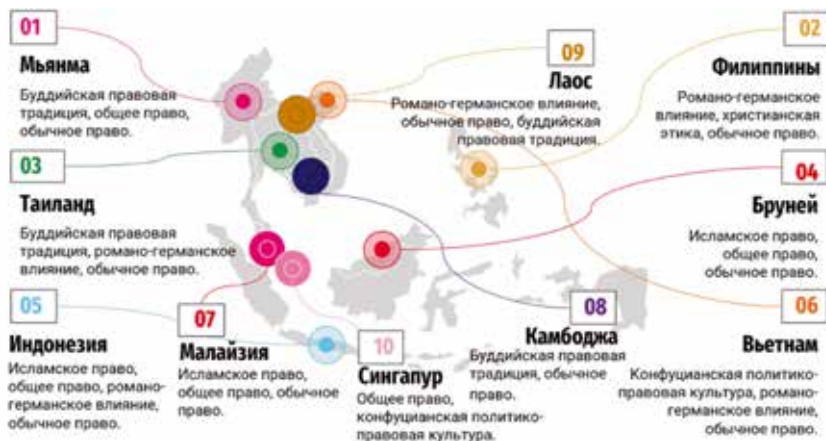 01
Мьянма
Буддийская правовая
традиция, общее право,
обычное право.
09
Лаос
Романо-германское влияние,
обычное право, буддийская
правовая традиция.
02
Филиппины
Романо-германское
влияние, христианская
этика, обычное право.
03
Таиланд
Буддийская правовая
традиция, романо-германское
влияние, обычное право.
04
Бруней
Исламское право,
общее право,
обычное право.
05
Индонезия
Исламское право,
общее право, романо-
германское влияние,
обычное право.
07
Малайзия
Исламское право,
общее право, обычное
право.
10
Сингапур
Общее право,
конфуцианская политико-
правовая культура.
08
Камбоджа
Буддийская правовая
традиция, обычное
право.
06
Вьетнам
Конфуцианская политико-
правовая культура, романо-
германское влияние,
обычное право.